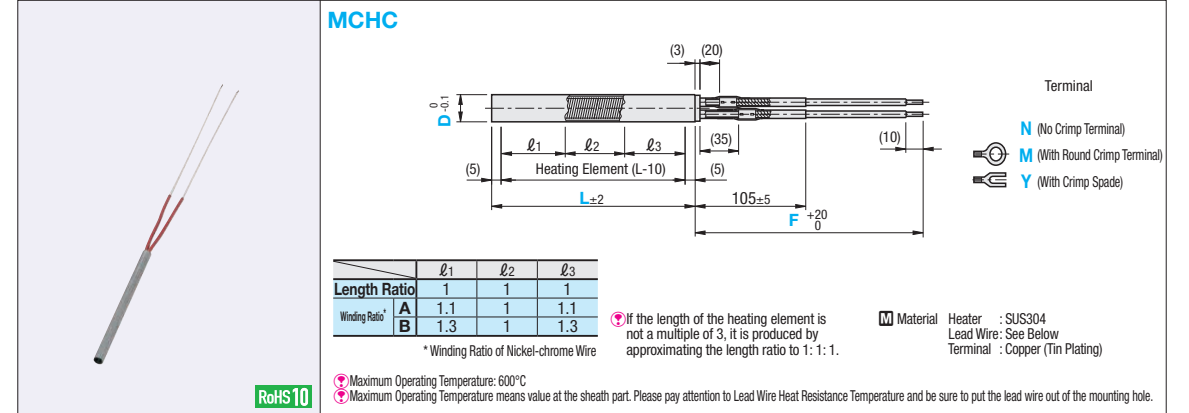 MCHC
(3) (20)
Terminal
D 0 -0.1
N (No Crimp Terminal)
M (With Round Crimp Terminal)
Y (With Crimp Spade)
ℓ1 ℓ2 ℓ3
(35)
(10)
(5) Heating Element (L-10) (5)
L±2
105±5
F +20 0
ℓ1 ℓ2 ℓ3
Length Ratio 1 1 1
Winding Ratio* A 1.1 1 1.1
B 1.3 1 1.3
* Winding Ratio of Nickel-chrome Wire
If the length of the heating element is
not a multiple of 3, it is produced by
approximating the length ratio to 1: 1: 1.
M Material Heater : SUS304
Lead Wire: See Below
Terminal : Copper (Tin Plating)
Maximum Operating Temperature: 600°C
Maximum Operating Temperature means value at the sheath part. Please pay attention to Lead Wire Heat Resistance Temperature and be sure to put the lead wire out of the mounting hole.
RoHS10